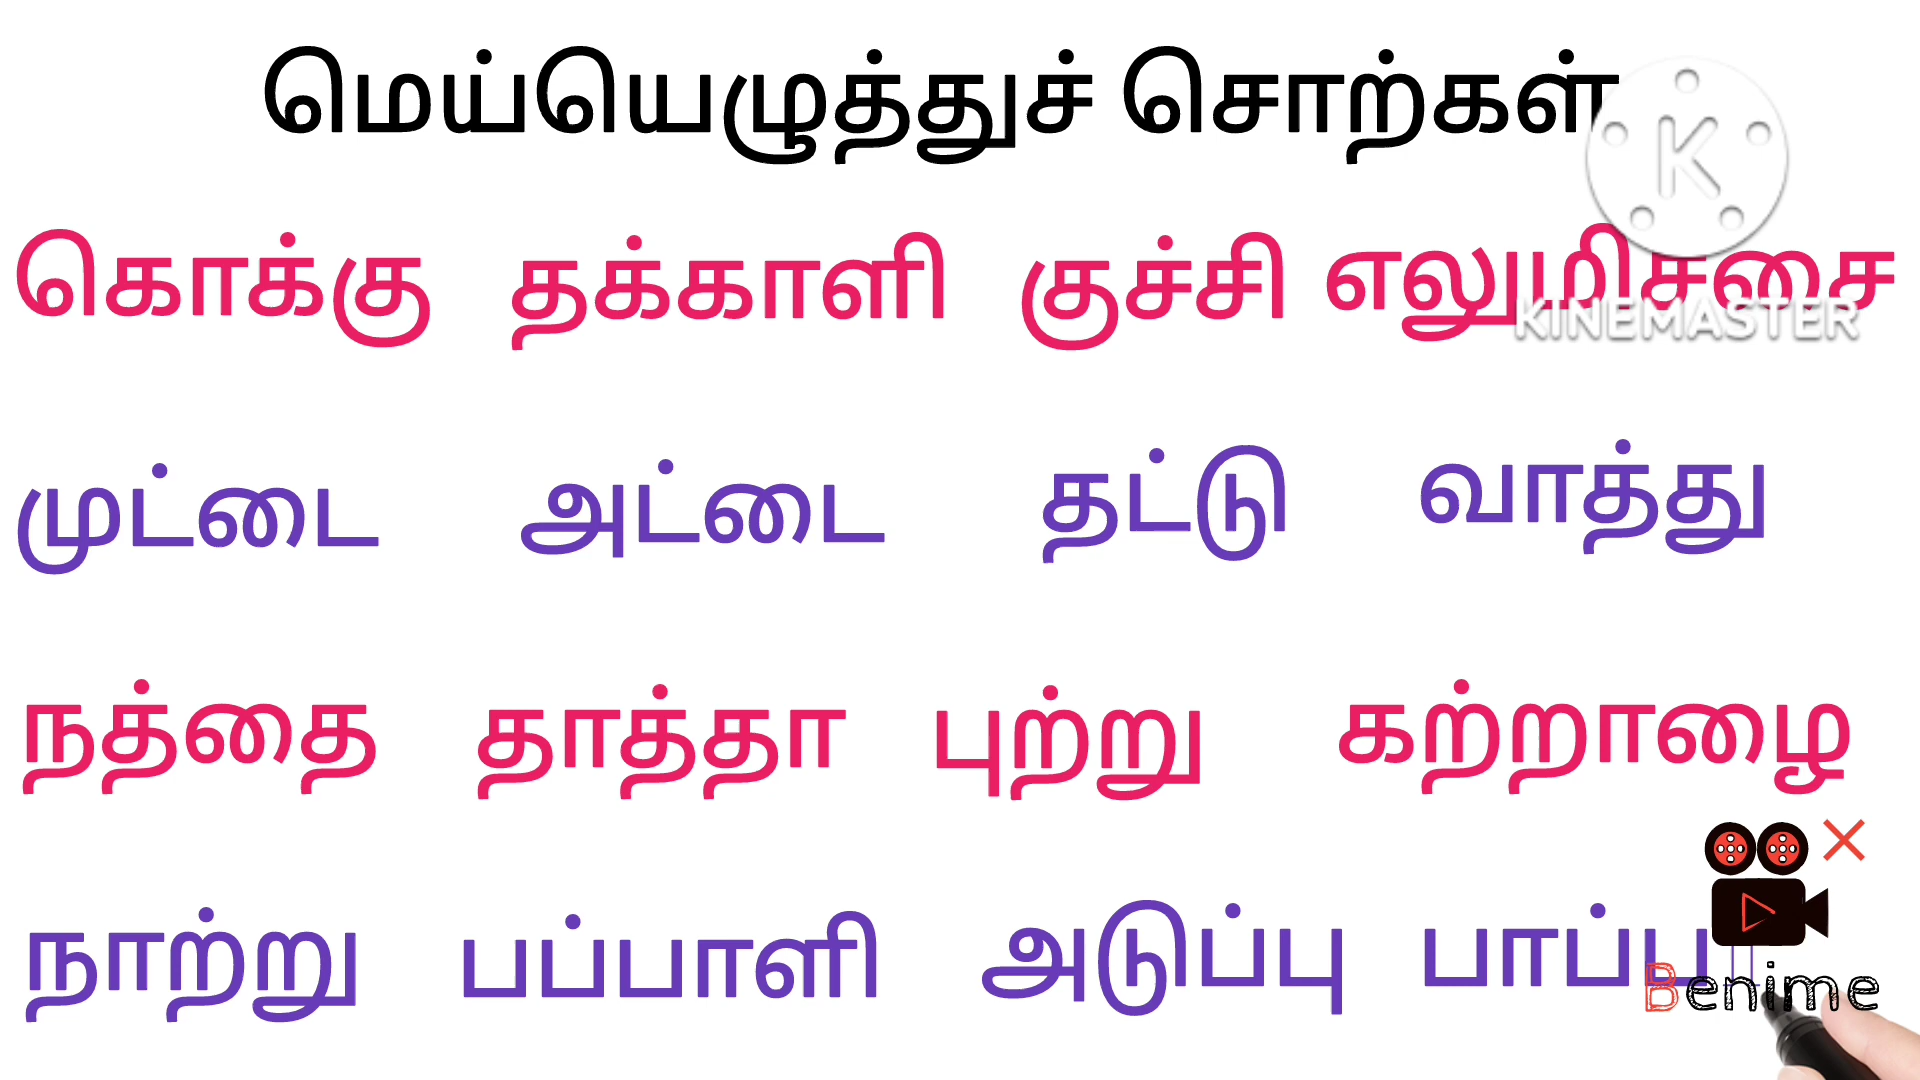 மெய்யெழுத்துச் சொற்கள்
கொக்கு தக்காளி குச்சி எலுமிச்சை
KINEMASTER
முட்டை அட்டை தட்டு வாத்து
நத்தை தாத்தா புற்று கற்றாழை
நாற்று பப்பாளி அடுப்பு
Benime